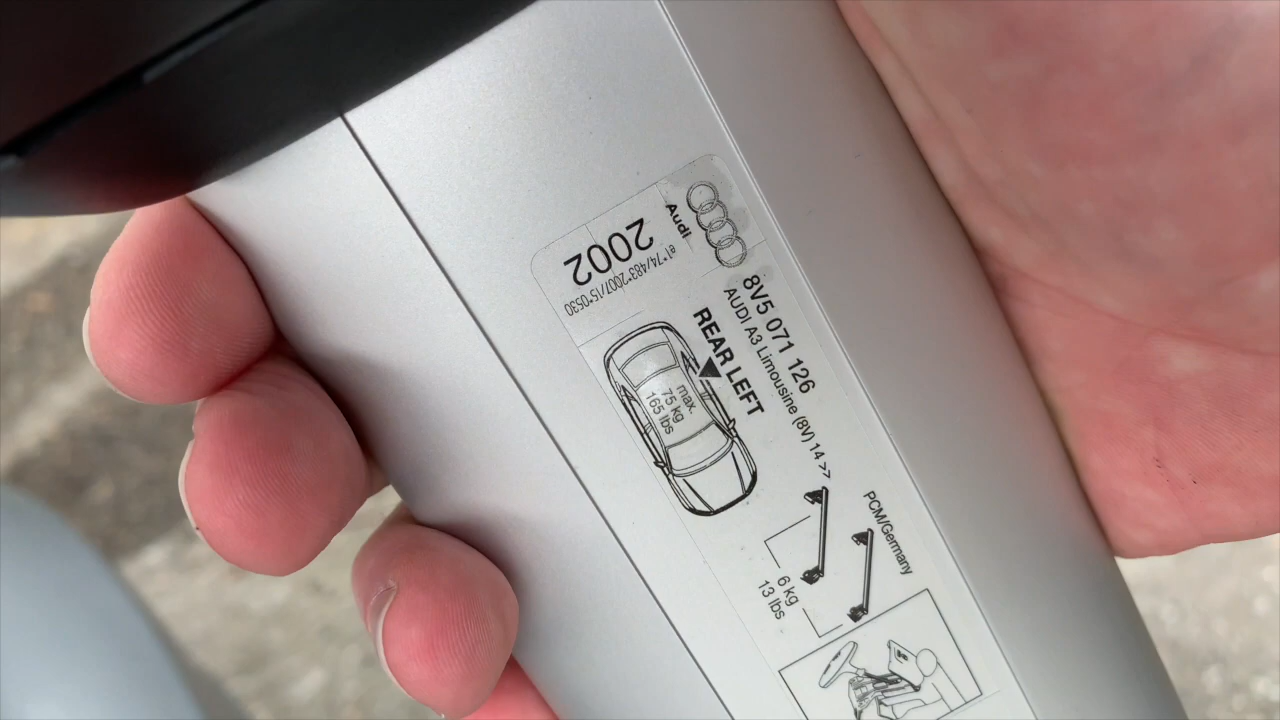 Audi
2002
e1*74/483*2007/15*0530
8V5 071 126
AUDI A3 Limousine (8V) 14 >>
REAR LEFT
max.
75 kg
165 lbs
PCM/Germany
6 kg
13 lbs